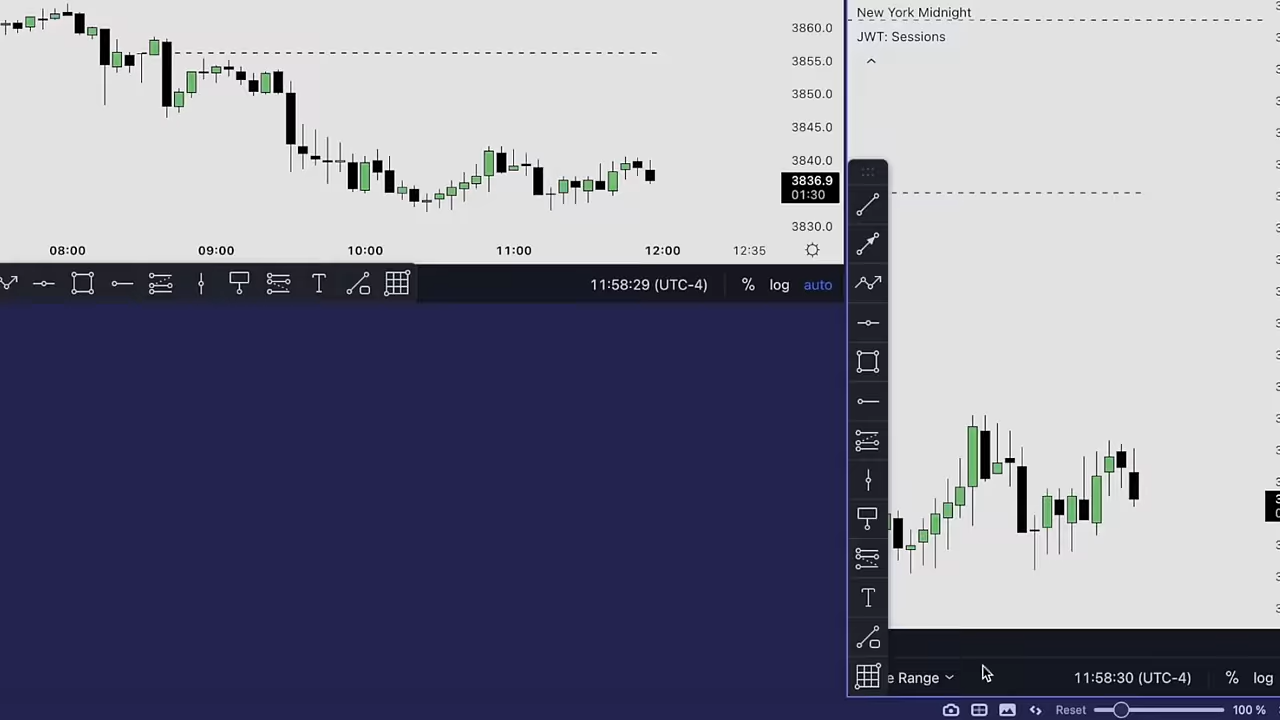 New York Midnight
JWT: Sessions
3860.0
3855.0
3850.0
3845.0
3840.0
3836.9
01:30
3830.0
08:00 09:00 10:00 11:00 12:00 12:35
11:58:29 (UTC-4) % log auto
e Range 11:58:30 (UTC-4) % log
Reset 100 %